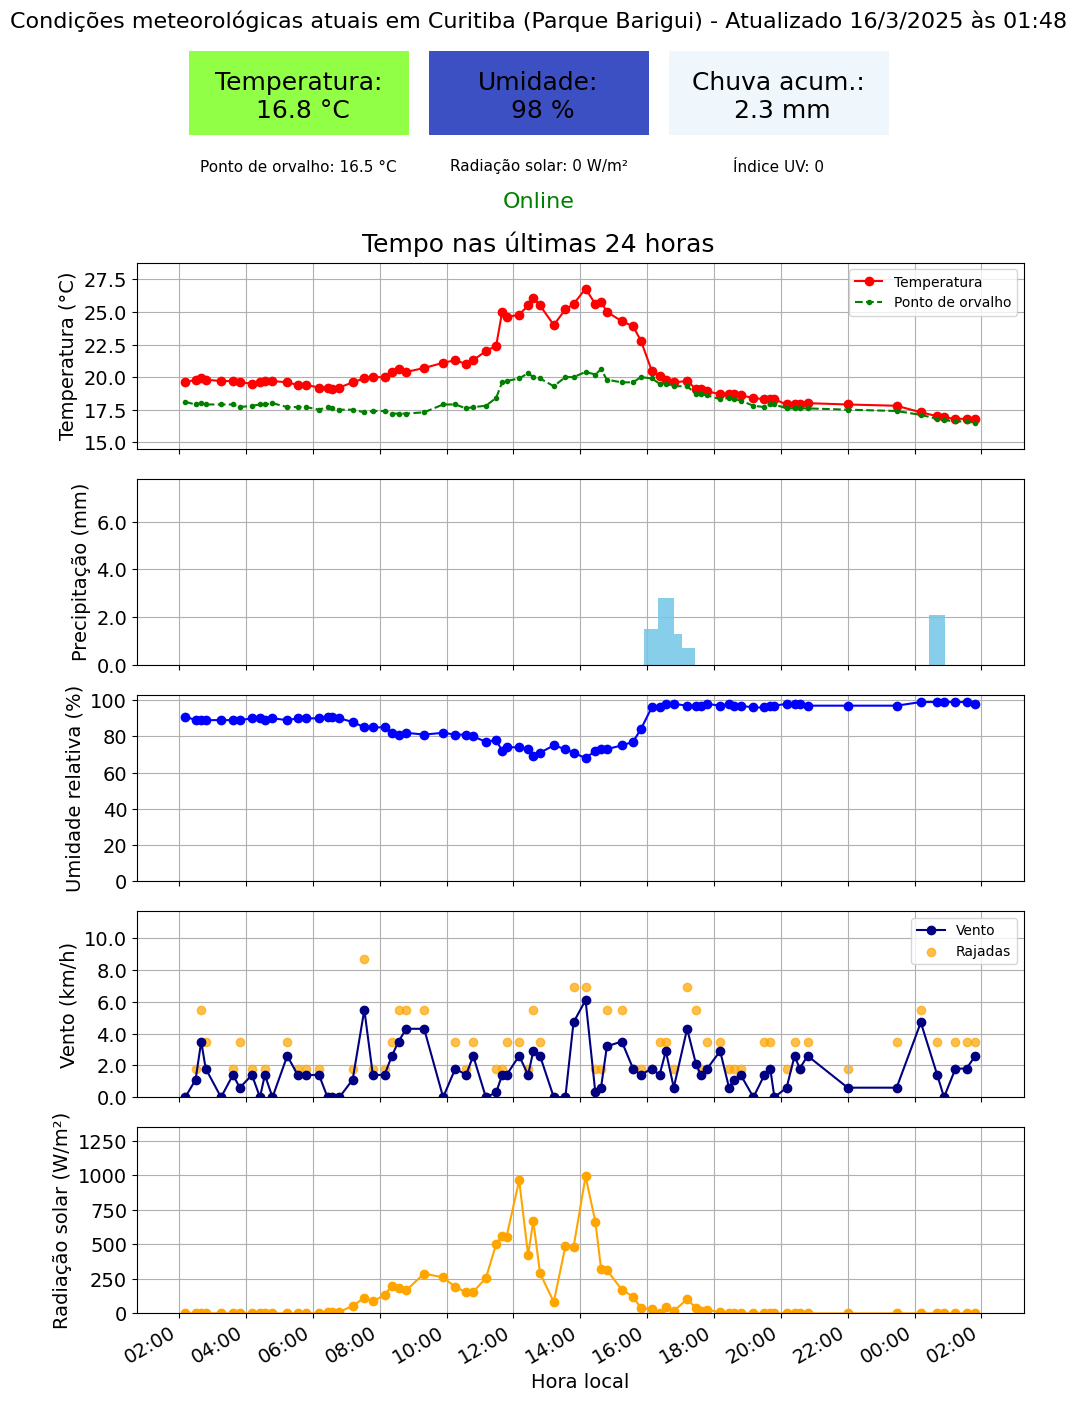 Condições meteorológicas atuais em Curitiba (Parque Barigui) - Atualizado 16/3/2025 às 01:48
Temperatura:
16.8 °C
Umidade:
98 %
Chuva acum.:
2.3 mm
Ponto de orvalho: 16.5 °C
Radiação solar: 0 W/m²
Índice UV: 0
Online
Tempo nas últimas 24 horas
Temperatura (°C)
27.5
25.0
22.5
20.0
17.5
15.0
Temperatura
Ponto de orvalho
Precipitação (mm)
6.0
4.0
2.0
0.0
Umidade relativa (%)
100
80
60
40
20
0
Vento (km/h)
10.0
8.0
6.0
4.0
2.0
0.0
Vento
Rajadas
Radiação solar (W/m²)
1250
1000
750
500
250
0
02:00
04:00
06:00
08:00
10:00
12:00
14:00
16:00
18:00
20:00
22:00
00:00
02:00
Hora local